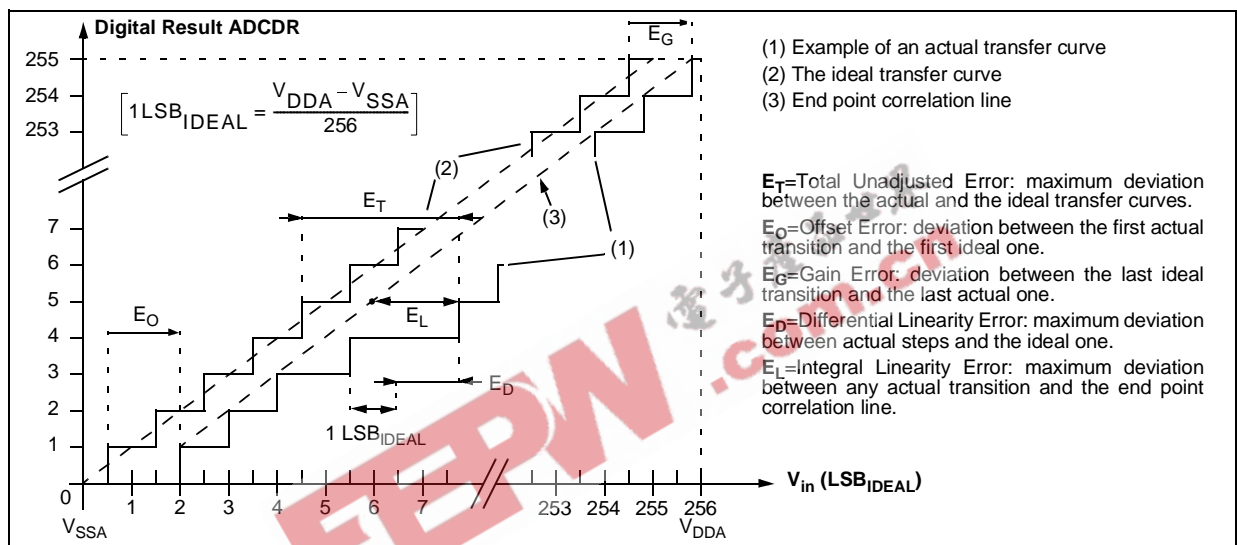 Digital Result ADCDR
E_G
255
254
253
1LSB_IDEAL = (V_DDA – V_SSA) / 256
(1) Example of an actual transfer curve
(2) The ideal transfer curve
(3) End point correlation line
(2)
E_T
(3)
(1)
7
6
5
4
3
2
1
0
E_O
E_L
E_D
1 LSB_IDEAL
E_T=Total Unadjusted Error: maximum deviation
between the actual and the ideal transfer curves.
E_O=Offset Error: deviation between the first actual
transition and the first ideal one.
E_G=Gain Error: deviation between the last ideal
transition and the last actual one.
E_D=Differential Linearity Error: maximum deviation
between actual steps and the ideal one.
E_L=Integral Linearity Error: maximum deviation
between any actual transition and the end point
correlation line.
1 2 3 4 5 6 7 253 254 255 256
V_in (LSB_IDEAL)
V_SSA
V_DDA
EEPW
.com.cn
電子産品世界